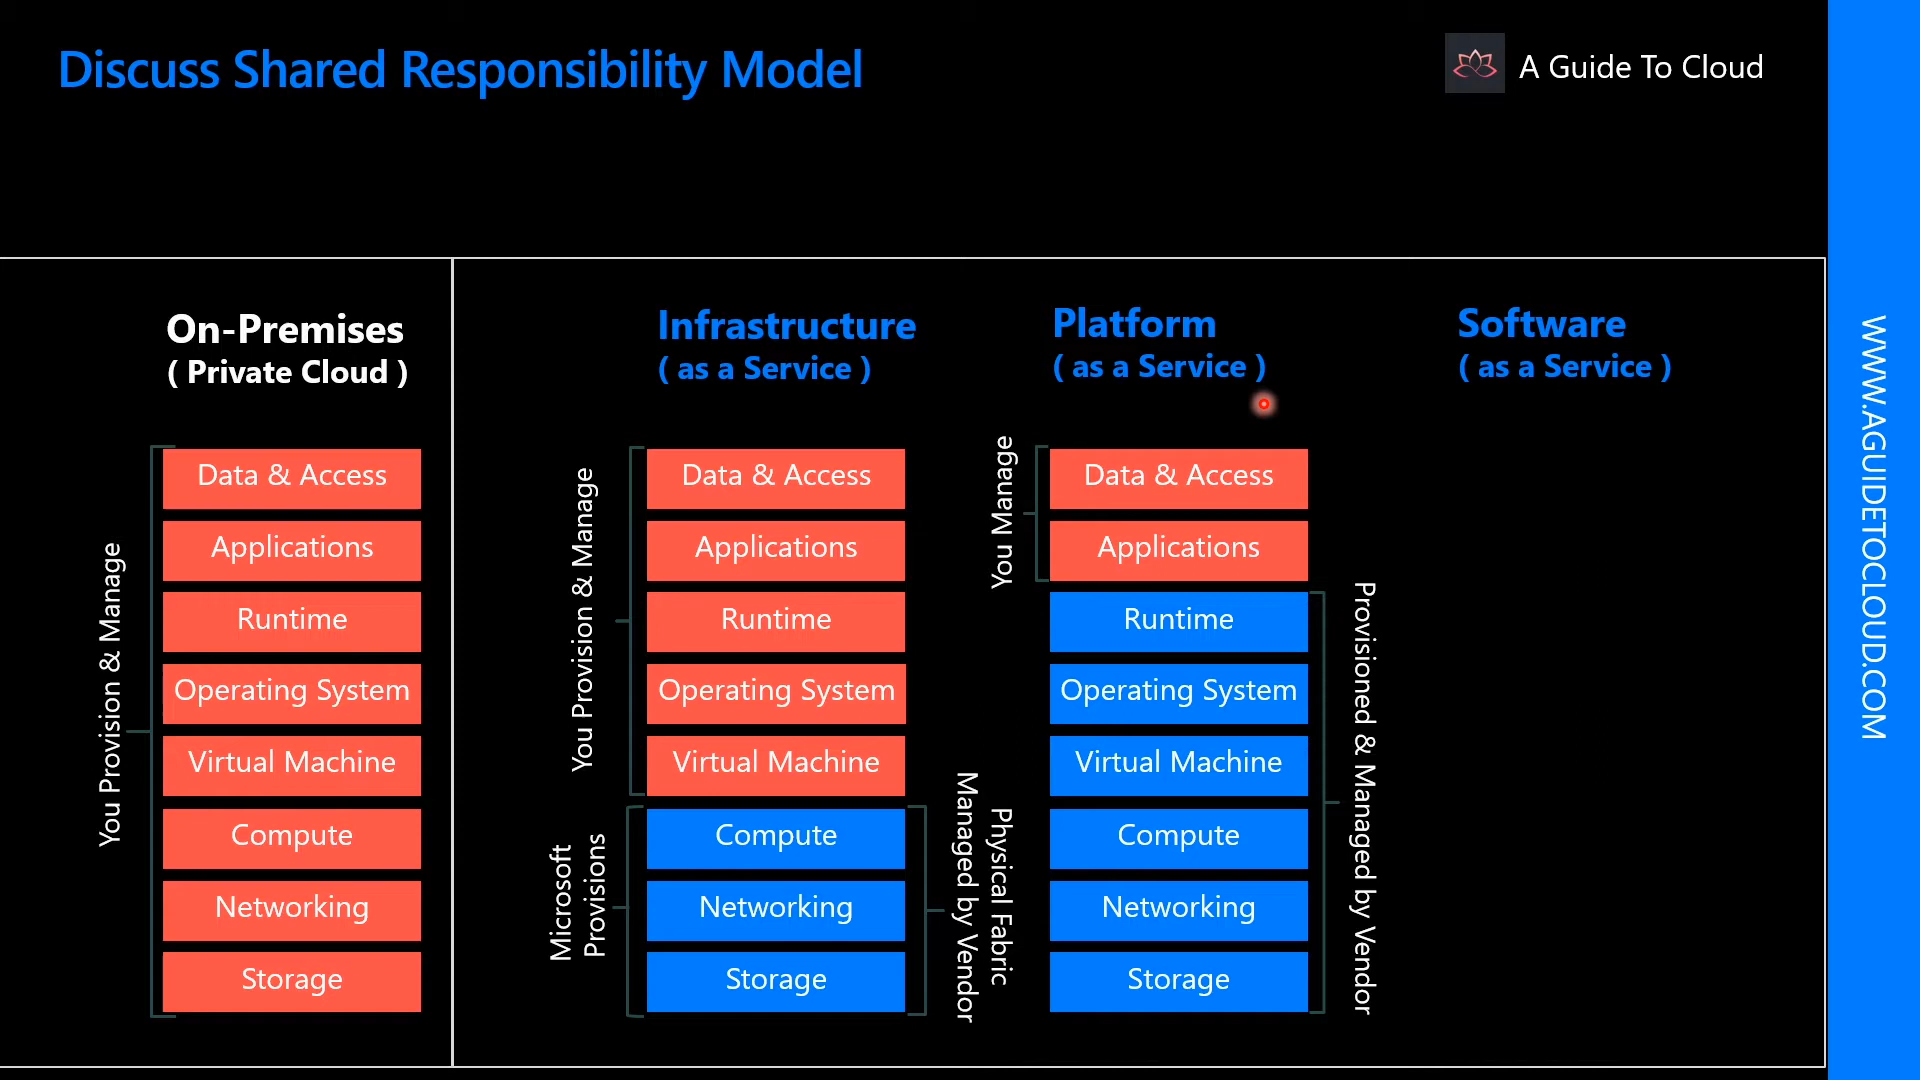 Discuss Shared Responsibility Model
A Guide To Cloud
WWW.AGUIDETOCLOUD.COM
On-Premises
( Private Cloud )
You Provision & Manage
Data & Access
Applications
Runtime
Operating System
Virtual Machine
Compute
Networking
Storage
Infrastructure
( as a Service )
You Provision & Manage
Microsoft
Provisions
Data & Access
Applications
Runtime
Operating System
Virtual Machine
Compute
Networking
Storage
Physical Fabric
Managed by Vendor
Platform
( as a Service )
You Manage
Data & Access
Applications
Runtime
Operating System
Virtual Machine
Compute
Networking
Storage
Provisioned & Managed by Vendor
Software
( as a Service )